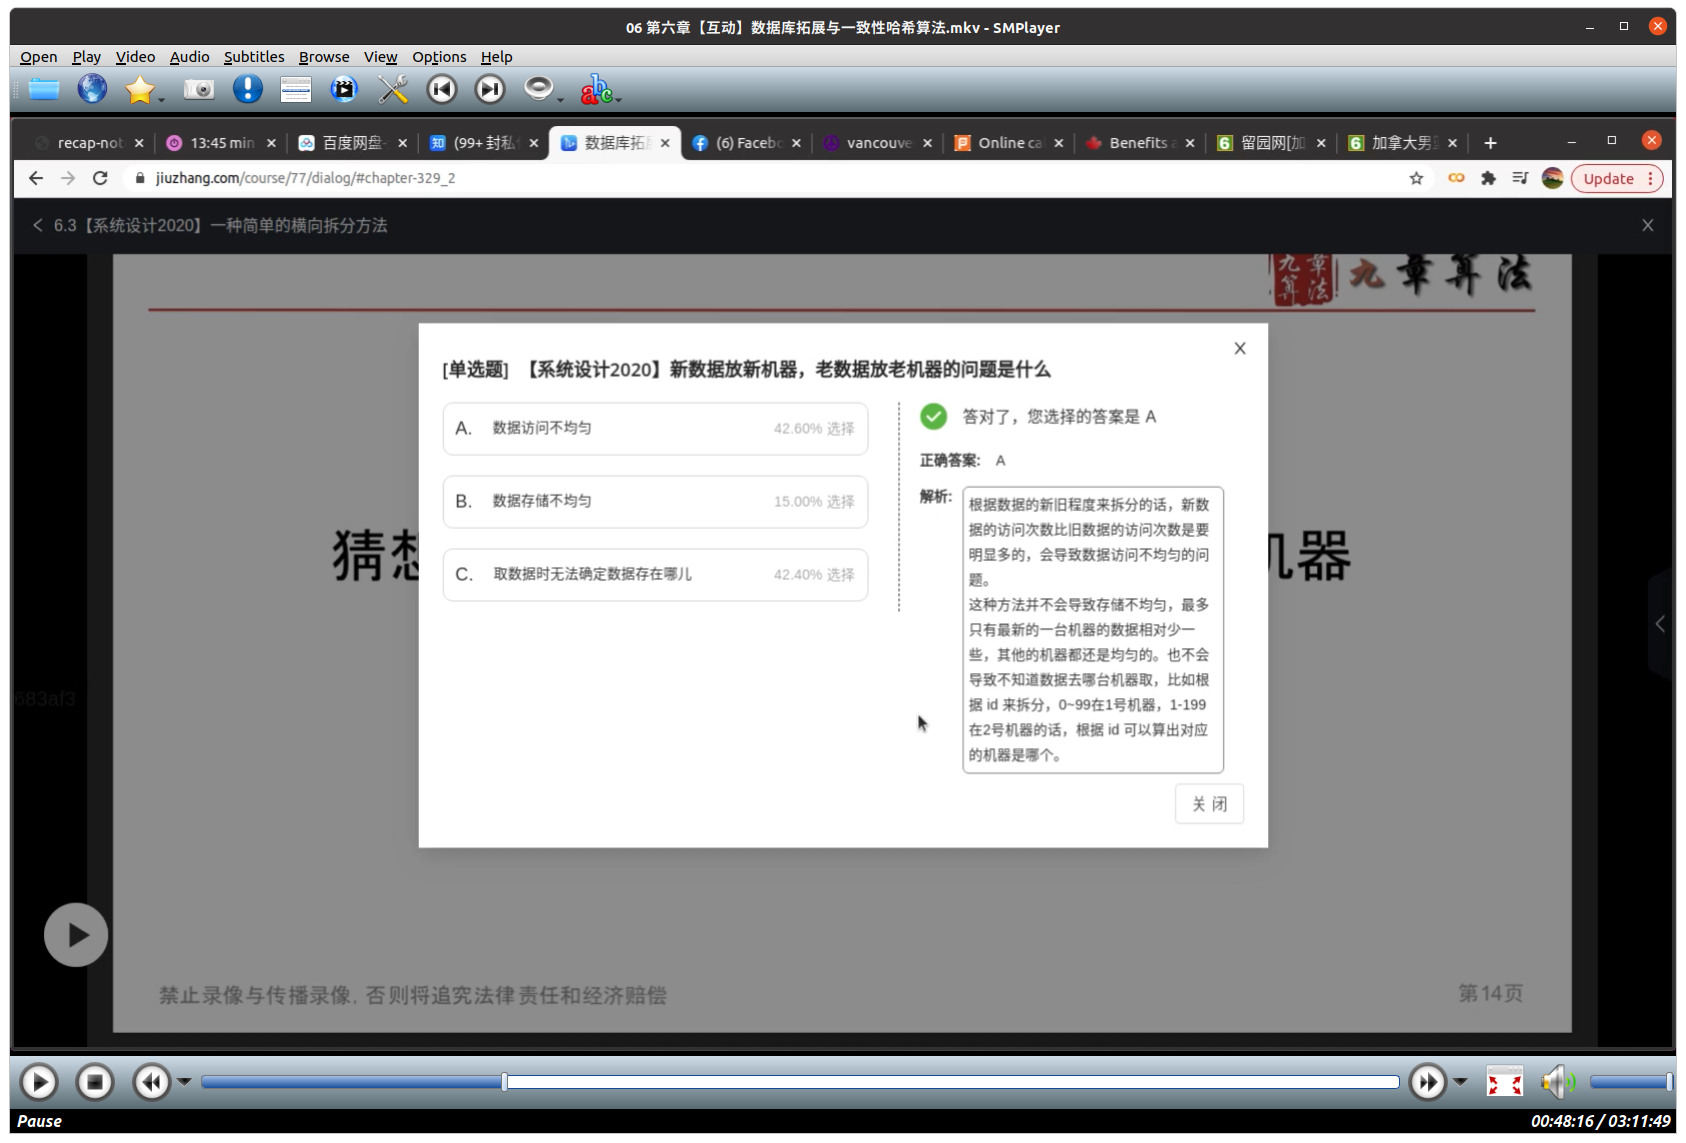 06 第六章【互动】数据库拓展与一致性哈希算法.mkv - SMPlayer
Open Play Video Audio Subtitles Browse View Options Help
recap-not 13:45 min 百度网盘- (99+ 封私 数据库拓 (6) Facebo vancouve Online ca Benefits 留园网[加 加拿大男
jiuzhang.com/course/77/dialog/#chapter-329_2
Update
6.3【系统设计2020】一种简单的横向拆分方法
X
九章算法 九章算法
X
[单选题] 【系统设计2020】新数据放新机器，老数据放老机器的问题是什么
A. 数据访问不均匀 42.60% 选择
B. 数据存储不均匀 15.00% 选择
C. 取数据时无法确定数据存在哪儿 42.40% 选择
答对了，您选择的答案是 A
正确答案: A
解析:
根据数据的新旧程度来拆分的话，新数
据的访问次数比旧数据的访问次数是要
明显多的，会导致数据访问不均匀的问
题。
这种方法并不会导致存储不均匀，最多
只有最新的一台机器的数据相对少一
些，其他的机器都还是均匀的。也不会
导致不知道数据去哪台机器取，比如根
据 id 来拆分，0~99在1号机器，1-199
在2号机器的话，根据 id 可以算出对应
的机器是哪个。
关 闭
猜想 机器
683af3
禁止录像与传播录像, 否则将追究法律责任和经济赔偿
第14页
Pause
00:48:16 / 03:11:49